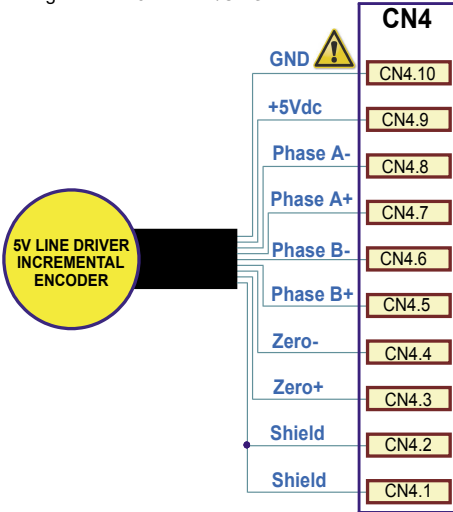 CN4
GND
CN4.10
+5Vdc
CN4.9
Phase A-
CN4.8
Phase A+
CN4.7
5V LINE DRIVER
INCREMENTAL
ENCODER
Phase B-
CN4.6
Phase B+
CN4.5
Zero-
CN4.4
Zero+
CN4.3
Shield
CN4.2
Shield
CN4.1